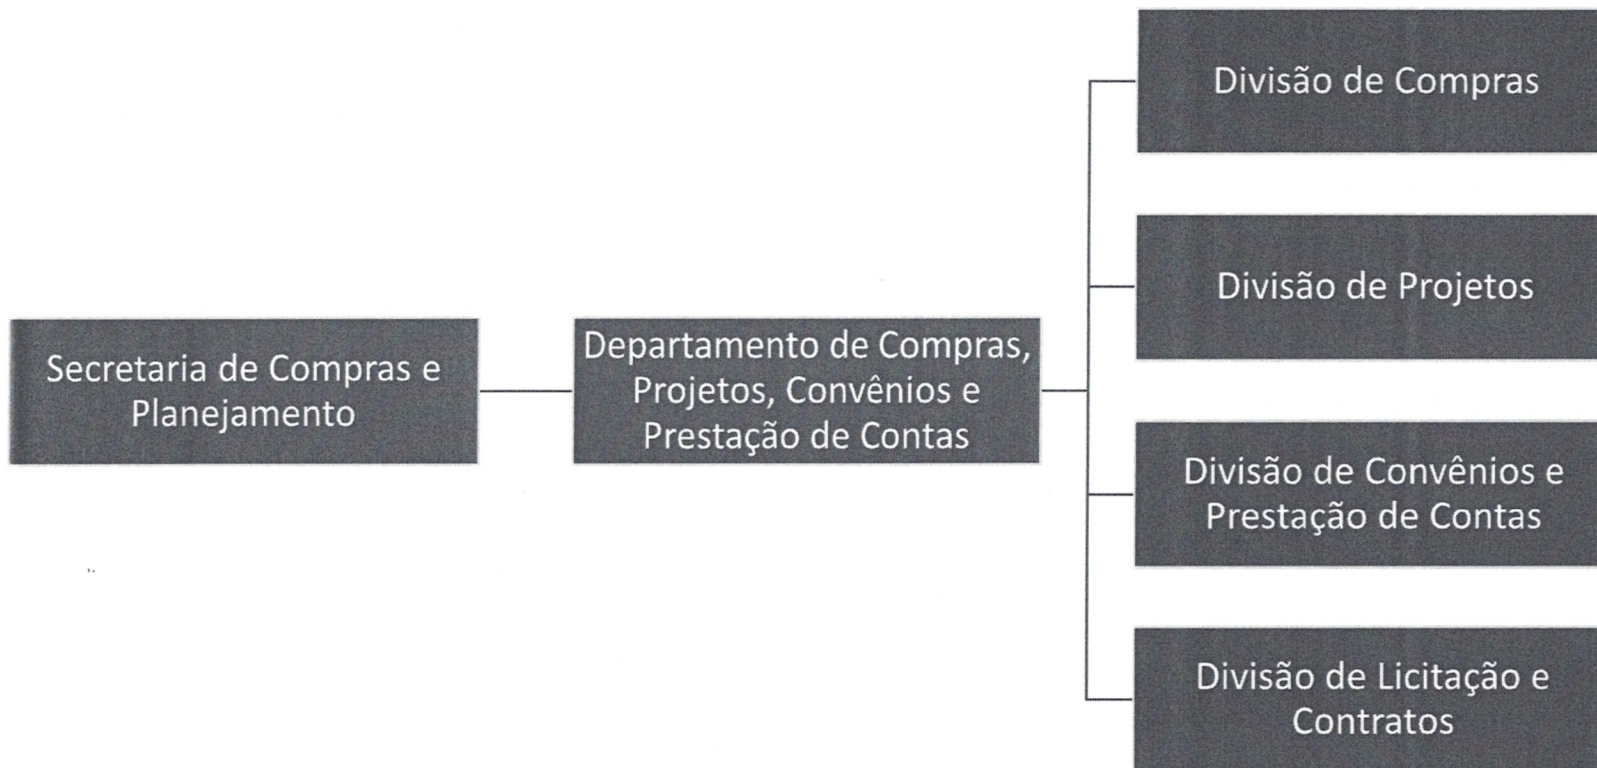 Secretaria de Compras e
Planejamento
Departamento de Compras,
Projetos, Convênios e
Prestação de Contas
Divisão de Compras
Divisão de Projetos
Divisão de Convênios e
Prestação de Contas
Divisão de Licitação e
Contratos